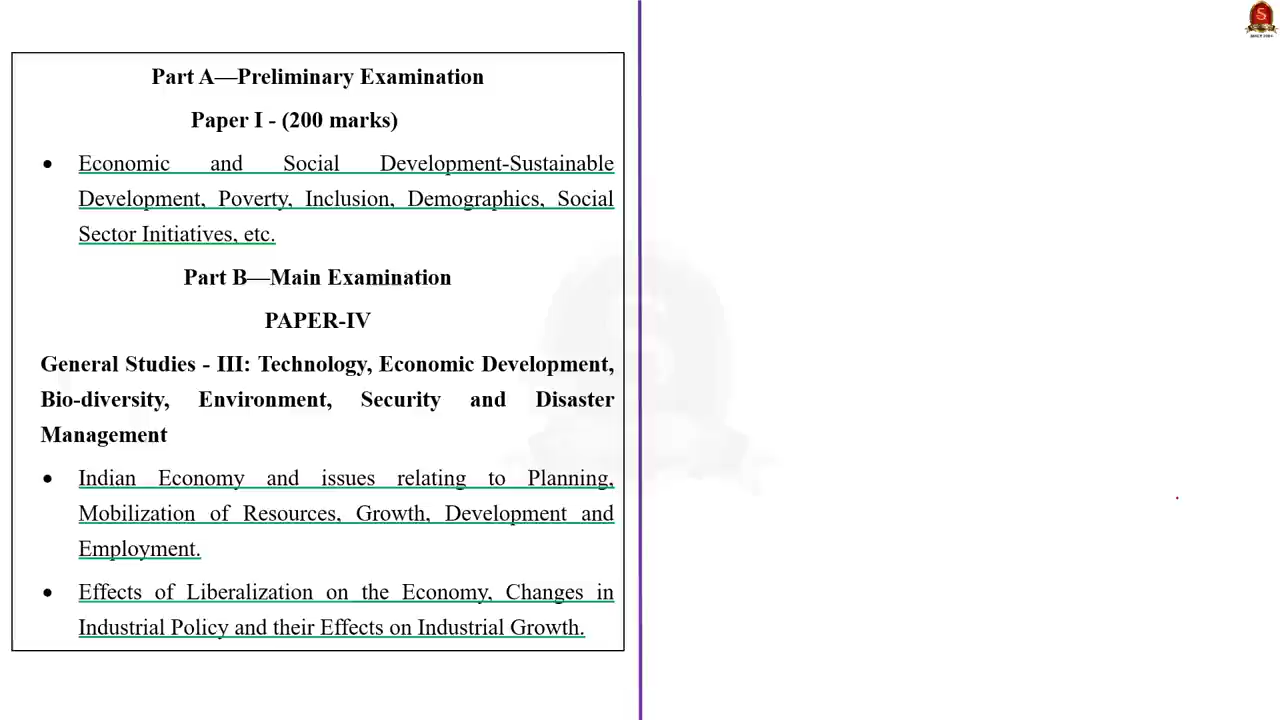 Part A—Preliminary Examination
Paper I - (200 marks)
• Economic and Social Development-Sustainable
Development, Poverty, Inclusion, Demographics, Social
Sector Initiatives, etc.
Part B—Main Examination
PAPER-IV
General Studies - III: Technology, Economic Development,
Bio-diversity, Environment, Security and Disaster
Management
• Indian Economy and issues relating to Planning,
Mobilization of Resources, Growth, Development and
Employment.
• Effects of Liberalization on the Economy, Changes in
Industrial Policy and their Effects on Industrial Growth.
S